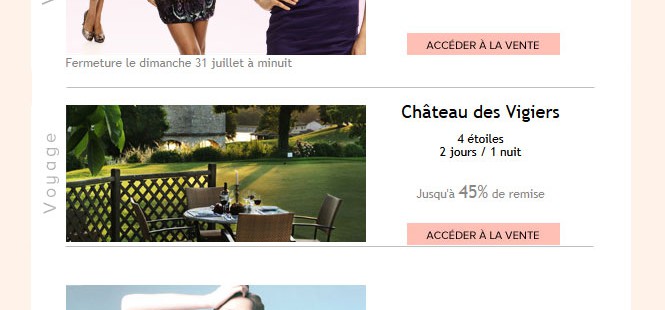 ACCÉDER À LA VENTE
Fermeture le dimanche 31 juillet à minuit
Voyage
Château des Vigiers
4 étoiles
2 jours / 1 nuit
Jusqu'à 45% de remise
ACCÉDER À LA VENTE